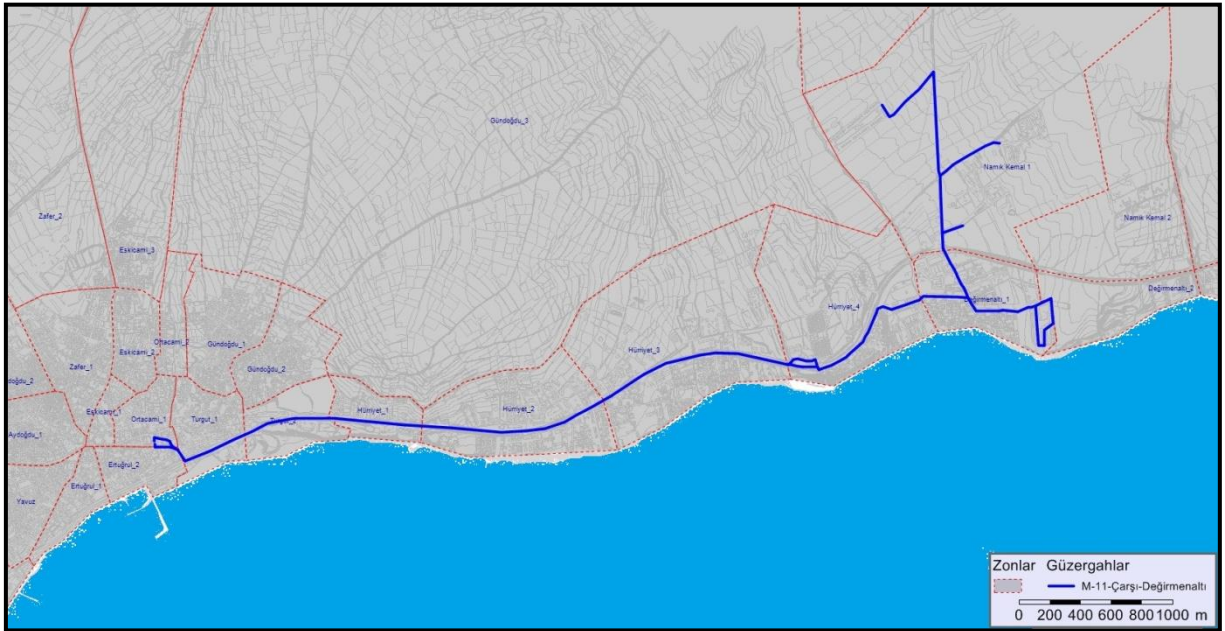 Gündoğdu_3
Namık Kemal 1
Zafer_2
Namık Kemal 2
Eskicami_3
Değirmenaltı_2
Değirmenaltı_1
Hürriyet_4
Ortacami_2
Gündoğdu_1
Eskicami_2
Hürriyet_3
Zafer_1
Gündoğdu_2
doğdu_2
Eskicami_1
Hürriyet_1
Hürriyet_2
Ortacami_1
Turgut_1
Aydoğdu_1
Ertuğrul_2
Ertuğrul_1
Yavuz
Zonlar Güzergahlar
M-11-Çarşı-Değirmenaltı
0 200 400 600 800 1000 m